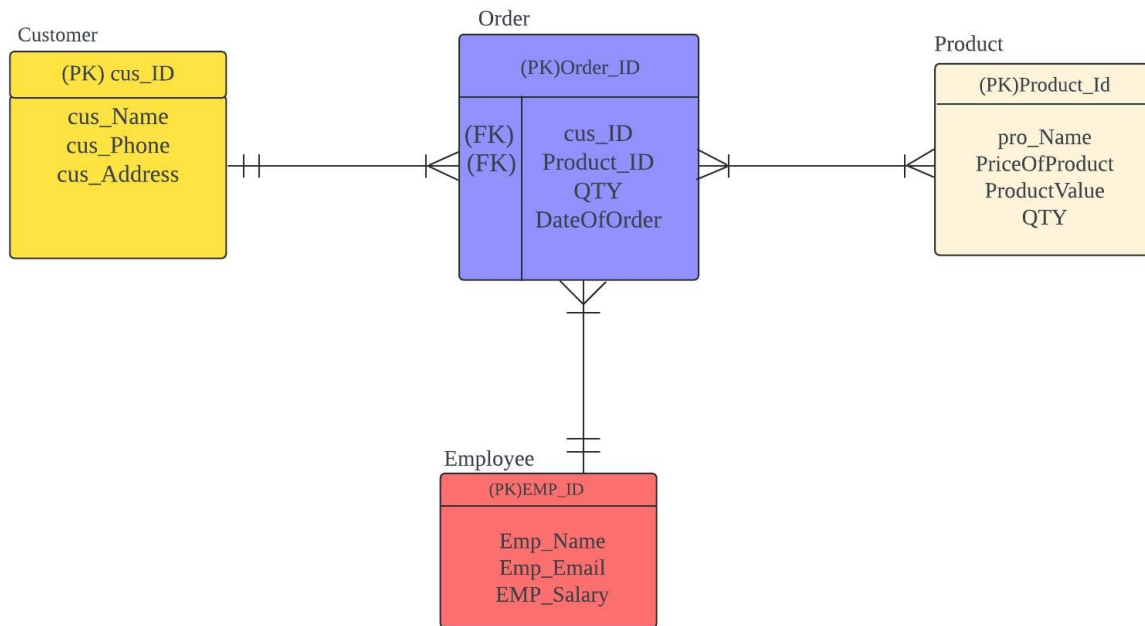 Customer
(PK) cus_ID
cus_Name
cus_Phone
cus_Address
Order
(PK)Order_ID
(FK) cus_ID
(FK) Product_ID
QTY
DateOfOrder
Product
(PK)Product_Id
pro_Name
PriceOfProduct
ProductValue
QTY
Employee
(PK)EMP_ID
Emp_Name
Emp_Email
EMP_Salary